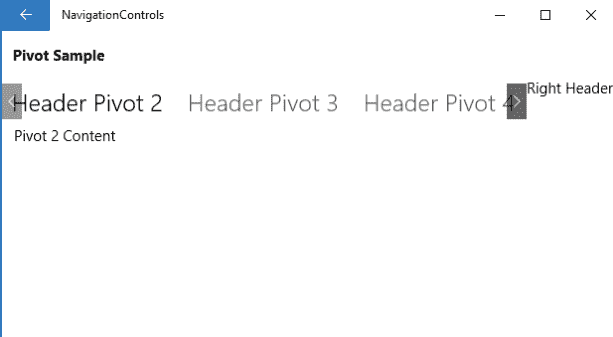 NavigationControls
Pivot Sample
Header Pivot 2 Header Pivot 3 Header Pivot 4 Right Header
Pivot 2 Content